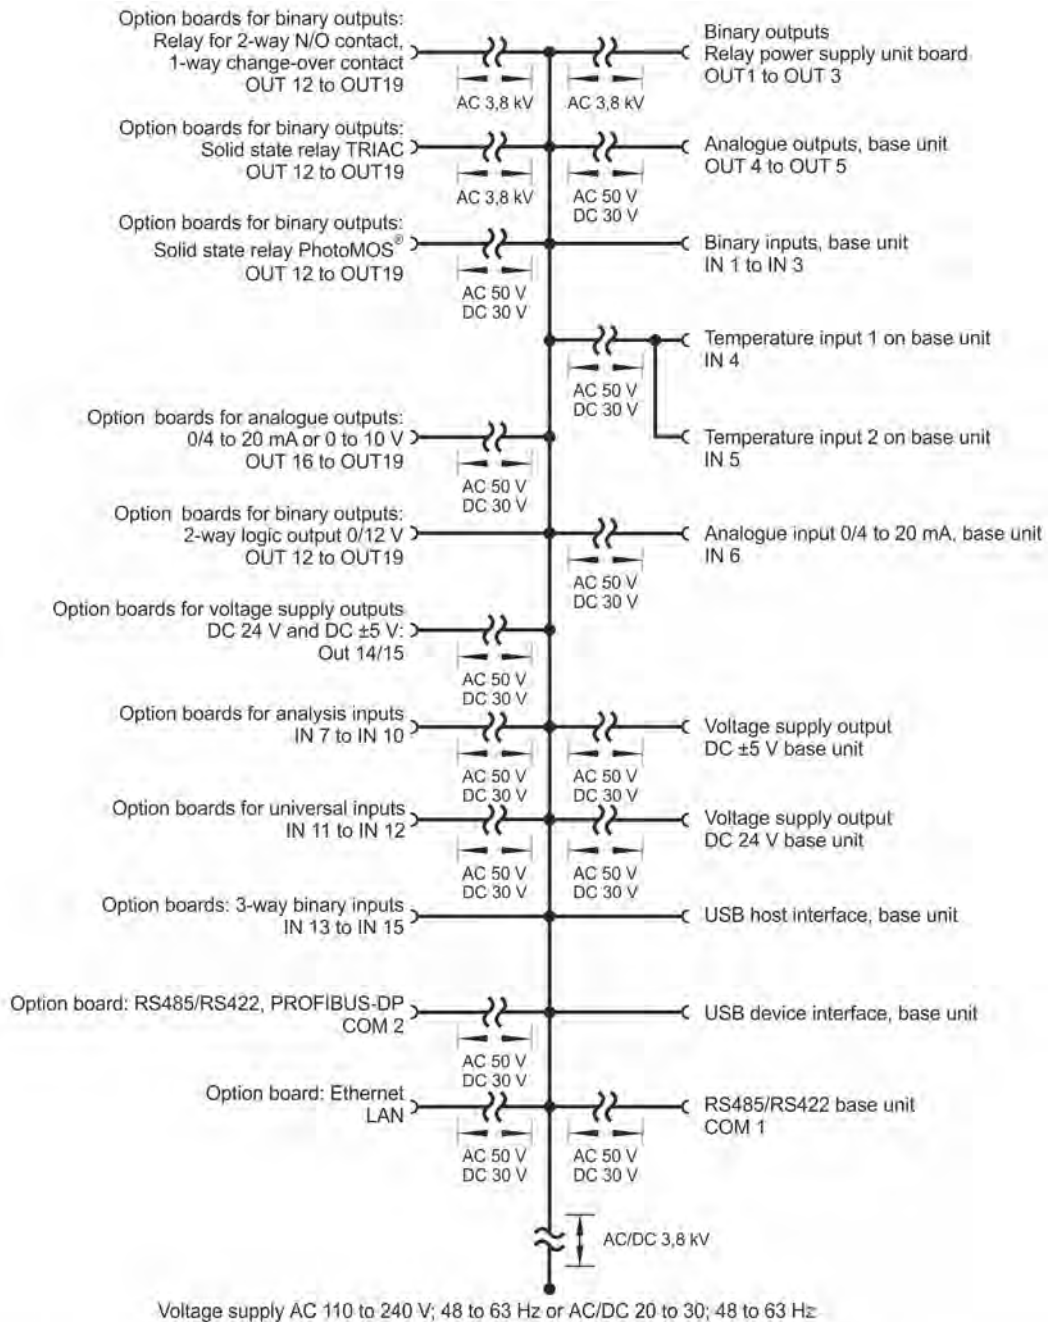 Option boards for binary outputs:
Relay for 2-way N/O contact,
1-way change-over contact
OUT 12 to OUT19
AC 3,8 kV
AC 3,8 kV
Binary outputs
Relay power supply unit board
OUT1 to OUT 3
Option boards for binary outputs:
Solid state relay TRIAC
OUT 12 to OUT19
AC 3,8 kV
AC 50 V
DC 30 V
Analogue outputs, base unit
OUT 4 to OUT 5
Option boards for binary outputs:
Solid state relay PhotoMOS®
OUT 12 to OUT19
AC 50 V
DC 30 V
Binary inputs, base unit
IN 1 to IN 3
AC 50 V
DC 30 V
Temperature input 1 on base unit
IN 4
Option boards for analogue outputs:
0/4 to 20 mA or 0 to 10 V
OUT 16 to OUT19
AC 50 V
DC 30 V
Temperature input 2 on base unit
IN 5
Option boards for binary outputs:
2-way logic output 0/12 V
OUT 12 to OUT19
AC 50 V
DC 30 V
Analogue input 0/4 to 20 mA, base unit
IN 6
Option boards for voltage supply outputs
DC 24 V and DC ±5 V:
Out 14/15
AC 50 V
DC 30 V
Option boards for analysis inputs
IN 7 to IN 10
AC 50 V
DC 30 V
AC 50 V
DC 30 V
Voltage supply output
DC ±5 V base unit
Option boards for universal inputs
IN 11 to IN 12
AC 50 V
DC 30 V
AC 50 V
DC 30 V
Voltage supply output
DC 24 V base unit
Option boards: 3-way binary inputs
IN 13 to IN 15
USB host interface, base unit
Option board: RS485/RS422, PROFIBUS-DP
COM 2
AC 50 V
DC 30 V
USB device interface, base unit
Option board: Ethernet
LAN
AC 50 V
DC 30 V
AC 50 V
DC 30 V
RS485/RS422 base unit
COM 1
AC/DC 3,8 kV
Voltage supply AC 110 to 240 V; 48 to 63 Hz or AC/DC 20 to 30; 48 to 63 Hz